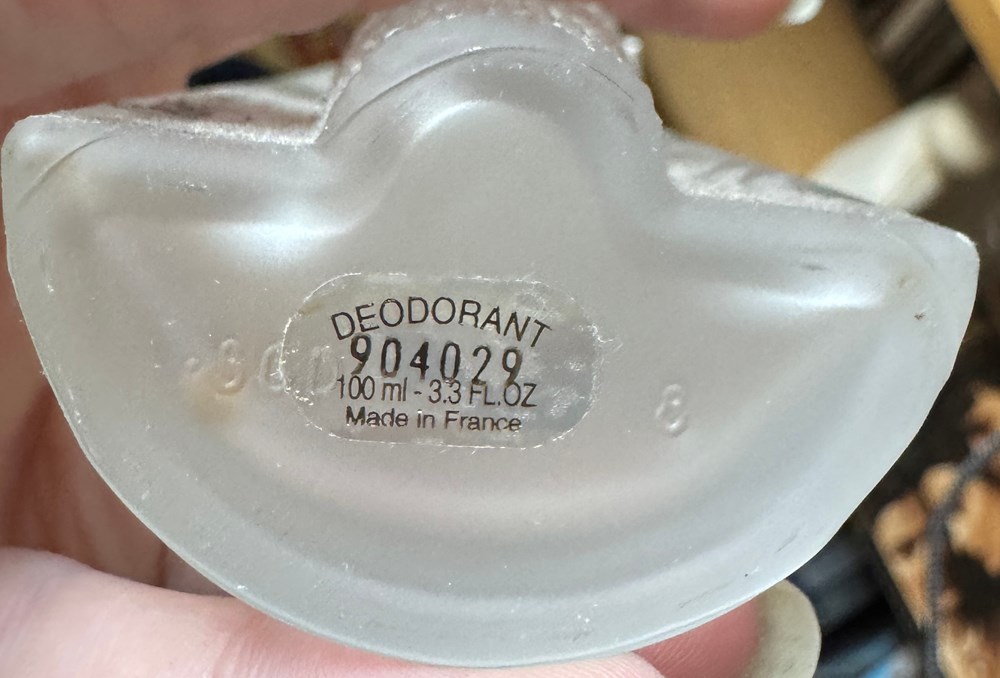 DEODORANT
904029
100 ml - 3.3 FL.OZ
Made in France
8